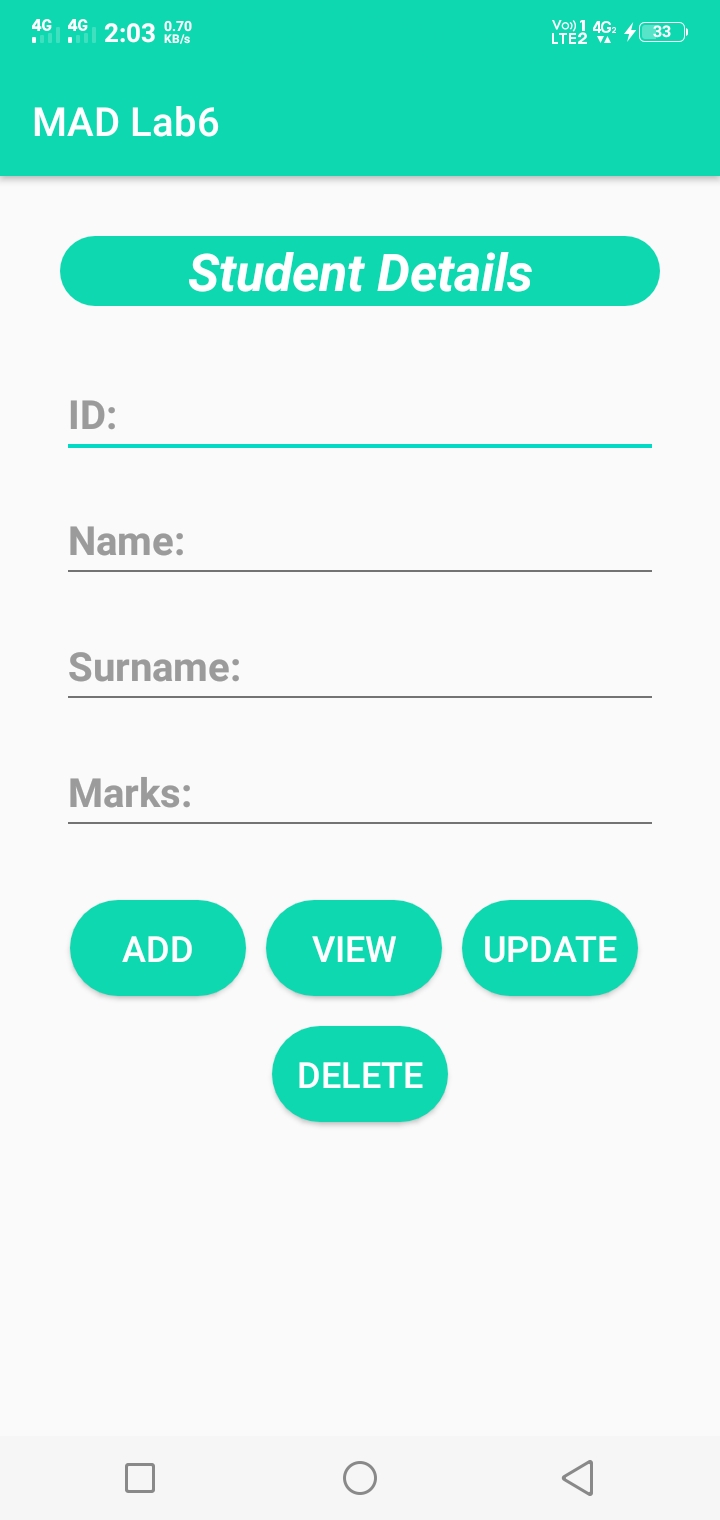 4G 4G 2:03 0.70 KB/s Vo)) 1 LTE2 4G2 33
MAD Lab6
Student Details
ID:
Name:
Surname:
Marks:
ADD VIEW UPDATE
DELETE